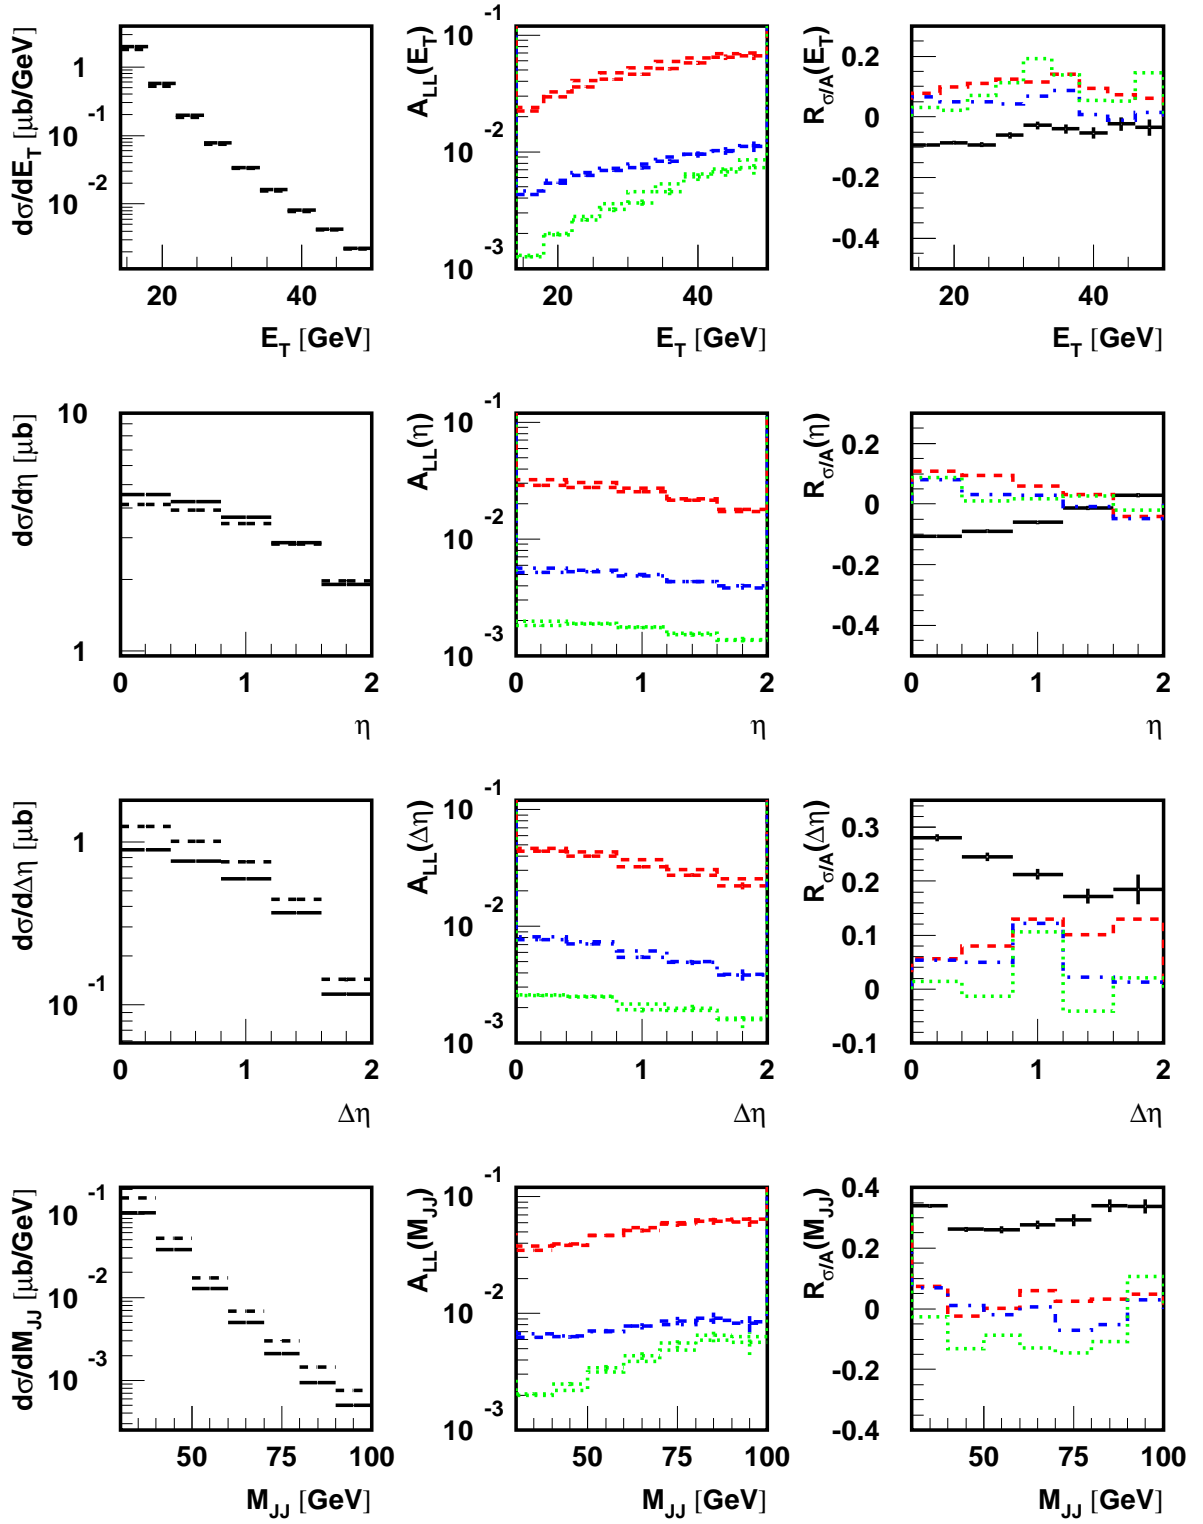 dσ/dE_T [μb/GeV]
1
10^-1
10^-2
20 40
E_T [GeV]
A_LL(E_T)
10^-1
10^-2
10^-3
20 40
E_T [GeV]
R_σ/A(E_T)
0.2
0
-0.2
-0.4
20 40
E_T [GeV]
dσ/dη [μb]
10
1
0 1 2
η
A_LL(η)
10^-1
10^-2
10^-3
0 1 2
η
R_σ/A(η)
0.2
0
-0.2
-0.4
0 1 2
η
dσ/dΔη [μb]
1
10^-1
0 1 2
Δη
A_LL(Δη)
10^-1
10^-2
10^-3
0 1 2
Δη
R_σ/A(Δη)
0.3
0.2
0.1
0
-0.1
0 1 2
Δη
dσ/dM_JJ [μb/GeV]
10^-1
10^-2
10^-3
50 75 100
M_JJ [GeV]
A_LL(M_JJ)
10^-1
10^-2
10^-3
50 75 100
M_JJ [GeV]
R_σ/A(M_JJ)
0.4
0.2
0
-0.2
-0.4
50 75 100
M_JJ [GeV]